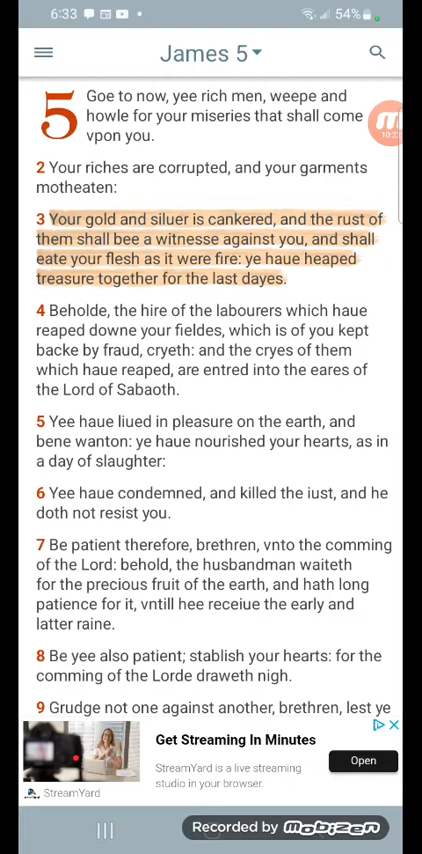 6:33
54%
James 5
5 Goe to now, yee rich men, weepe and
howle for your miseries that shall come
vpon you.
2 Your riches are corrupted, and your garments
motheaten:
3 Your gold and siluer is cankered, and the rust of
them shall bee a witnesse against you, and shall
eate your flesh as it were fire: ye haue heaped
treasure together for the last dayes.
4 Beholde, the hire of the labourers which haue
reaped downe your fieldes, which is of you kept
backe by fraud, cryeth: and the cryes of them
which haue reaped, are entred into the eares of
the Lord of Sabaoth.
5 Yee haue liued in pleasure on the earth, and
bene wanton: ye haue nourished your hearts, as in
a day of slaughter:
6 Yee haue condemned, and killed the iust, and he
doth not resist you.
7 Be patient therefore, brethren, vnto the comming
of the Lord: behold, the husbandman waiteth
for the precious fruit of the earth, and hath long
patience for it, vntill hee receiue the early and
latter raine.
8 Be yee also patient; stablish your hearts: for the
comming of the Lorde draweth nigh.
9 Grudge not one against another, brethren, lest ye
Get Streaming In Minutes
StreamYard is a live streaming
studio in your browser.
Open
StreamYard
Recorded by mobizen